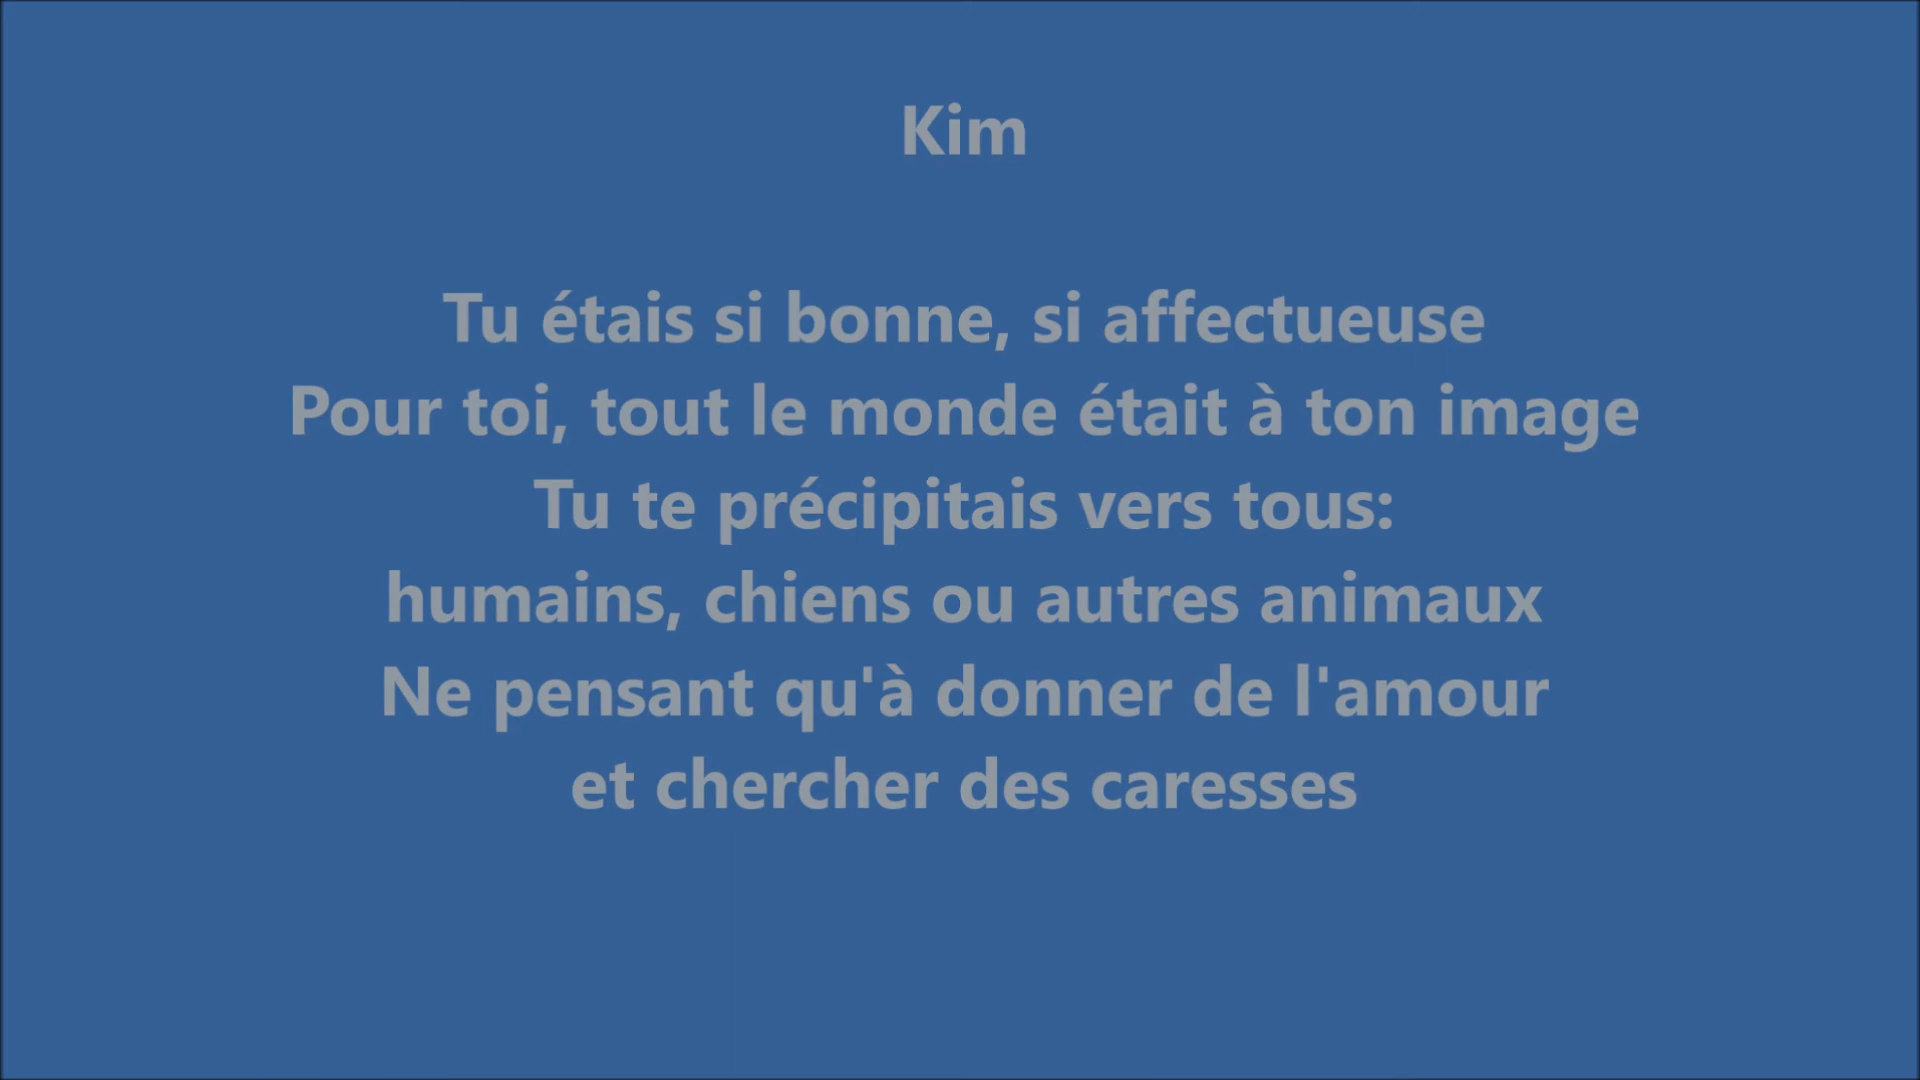 Kim
Tu étais si bonne, si affectueuse
Pour toi, tout le monde était à ton image
Tu te précipitais vers tous:
humains, chiens ou autres animaux
Ne pensant qu'à donner de l'amour
et chercher des caresses